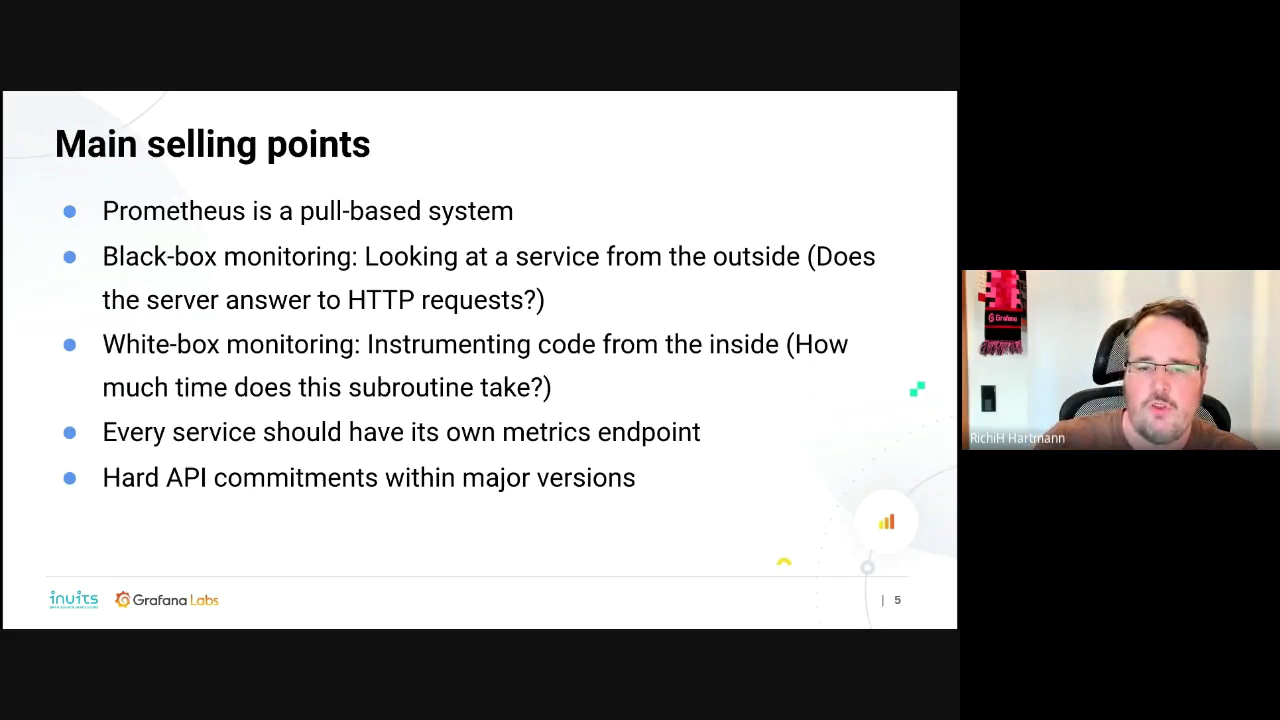 Main selling points
Prometheus is a pull-based system
Black-box monitoring: Looking at a service from the outside (Does
the server answer to HTTP requests?)
White-box monitoring: Instrumenting code from the inside (How
much time does this subroutine take?)
Every service should have its own metrics endpoint
Hard API commitments within major versions
inuits
Grafana Labs
| 5
Grafana
RichiH Hartmann